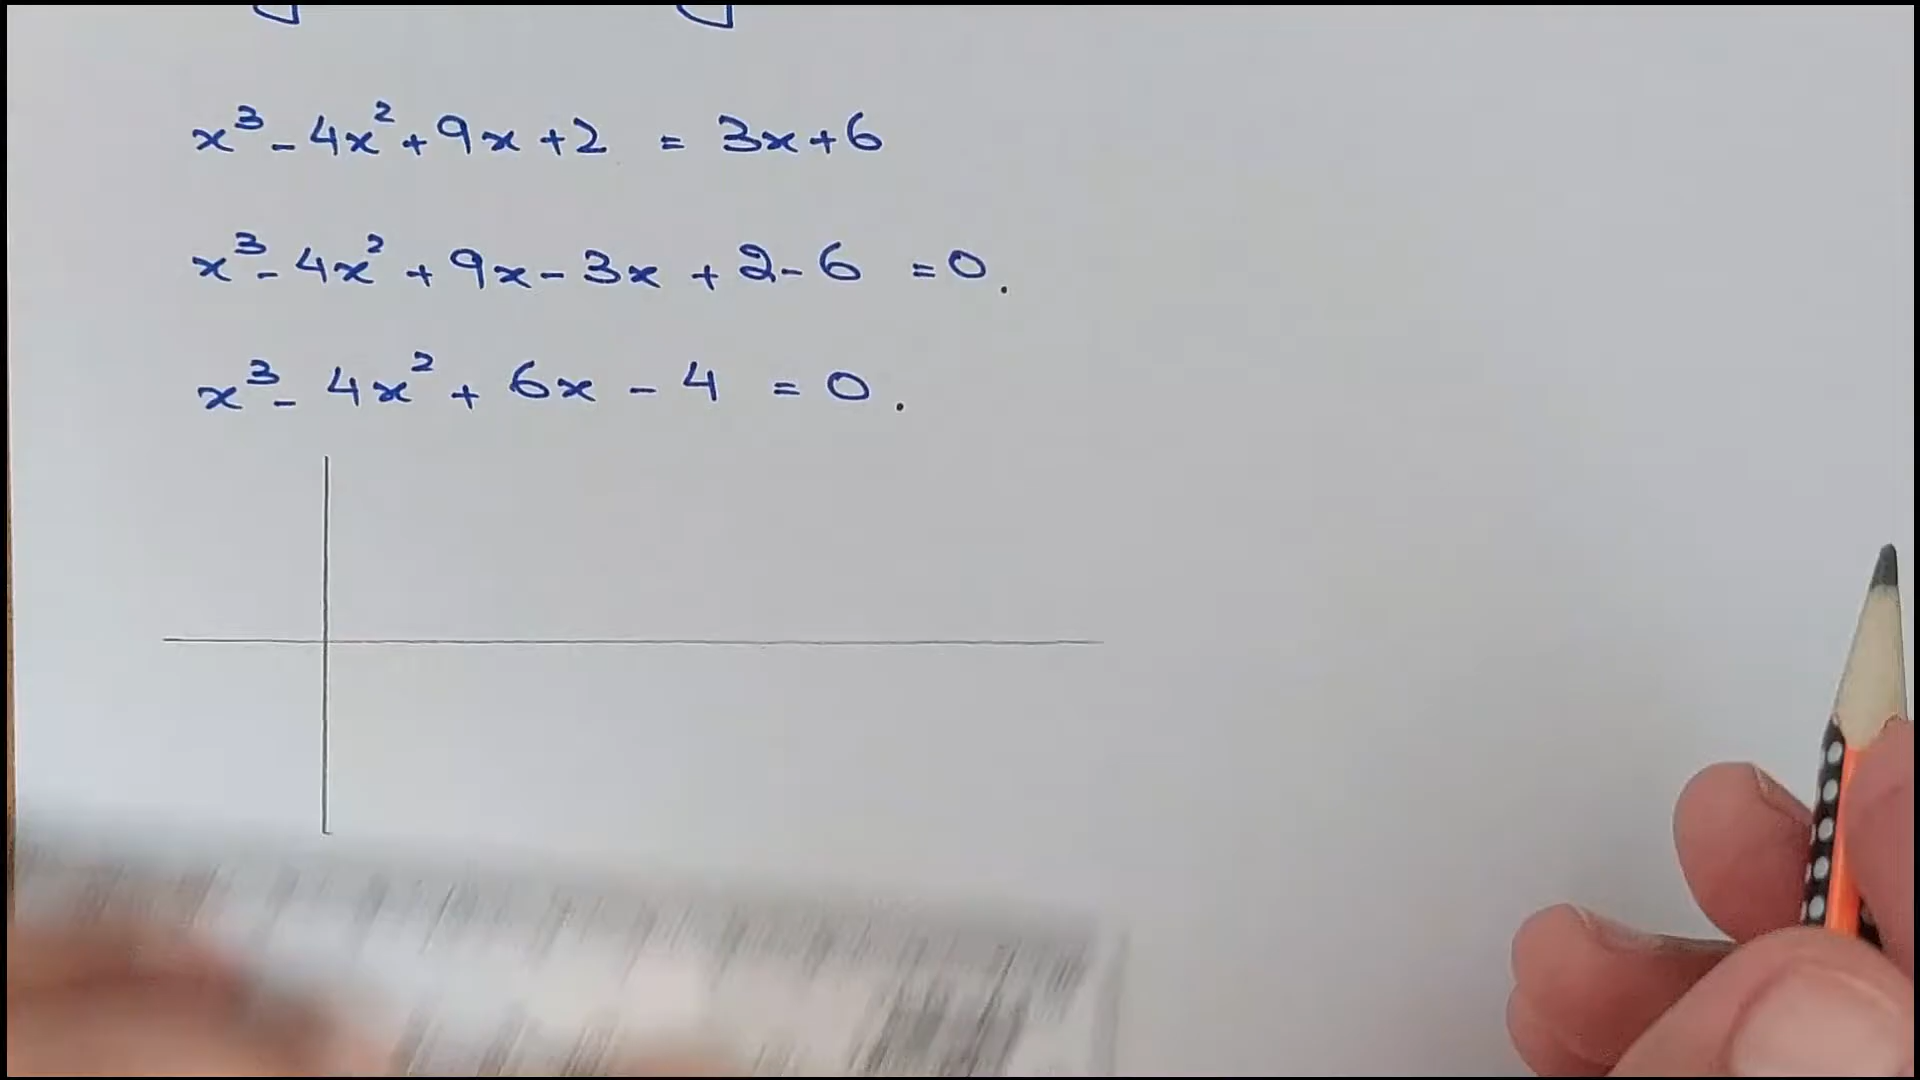 x³ - 4x² + 9x + 2 = 3x + 6
x³ - 4x² + 9x - 3x + 2 - 6 = 0.
x³ - 4x² + 6x - 4 = 0.